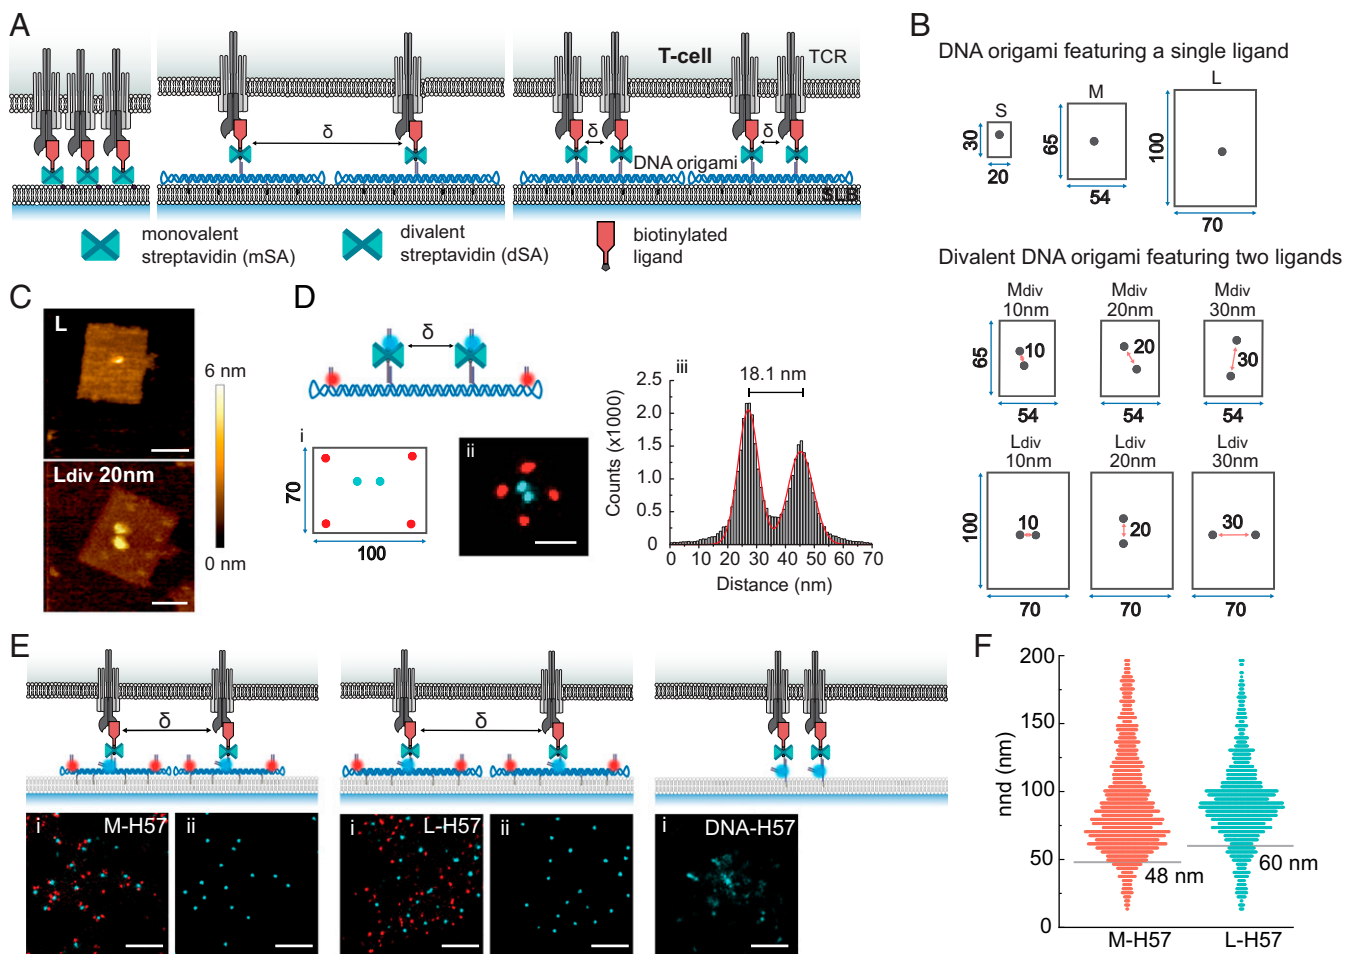 A
T-cell
TCR
δ
δ
δ
DNA origami
SLB
monovalent
streptavidin (mSA)
divalent
streptavidin (dSA)
biotinylated
ligand
B
DNA origami featuring a single ligand
S
30
20
M
65
54
L
100
70
Divalent DNA origami featuring two ligands
Mdiv
10nm
Mdiv
20nm
Mdiv
30nm
65
10
20
30
54
54
54
Ldiv
10nm
Ldiv
20nm
Ldiv
30nm
100
10
20
30
70
70
70
C
L
Ldiv 20nm
6 nm
0 nm
D
δ
i
70
100
ii
iii
18.1 nm
Counts (x1000)
2.5
2.0
1.5
1.0
0.5
0
0 10 20 30 40 50 60 70
Distance (nm)
E
δ
δ
i
M-H57
ii
i
L-H57
ii
i
DNA-H57
F
nnd (nm)
200
150
100
50
0
48 nm
60 nm
M-H57
L-H57